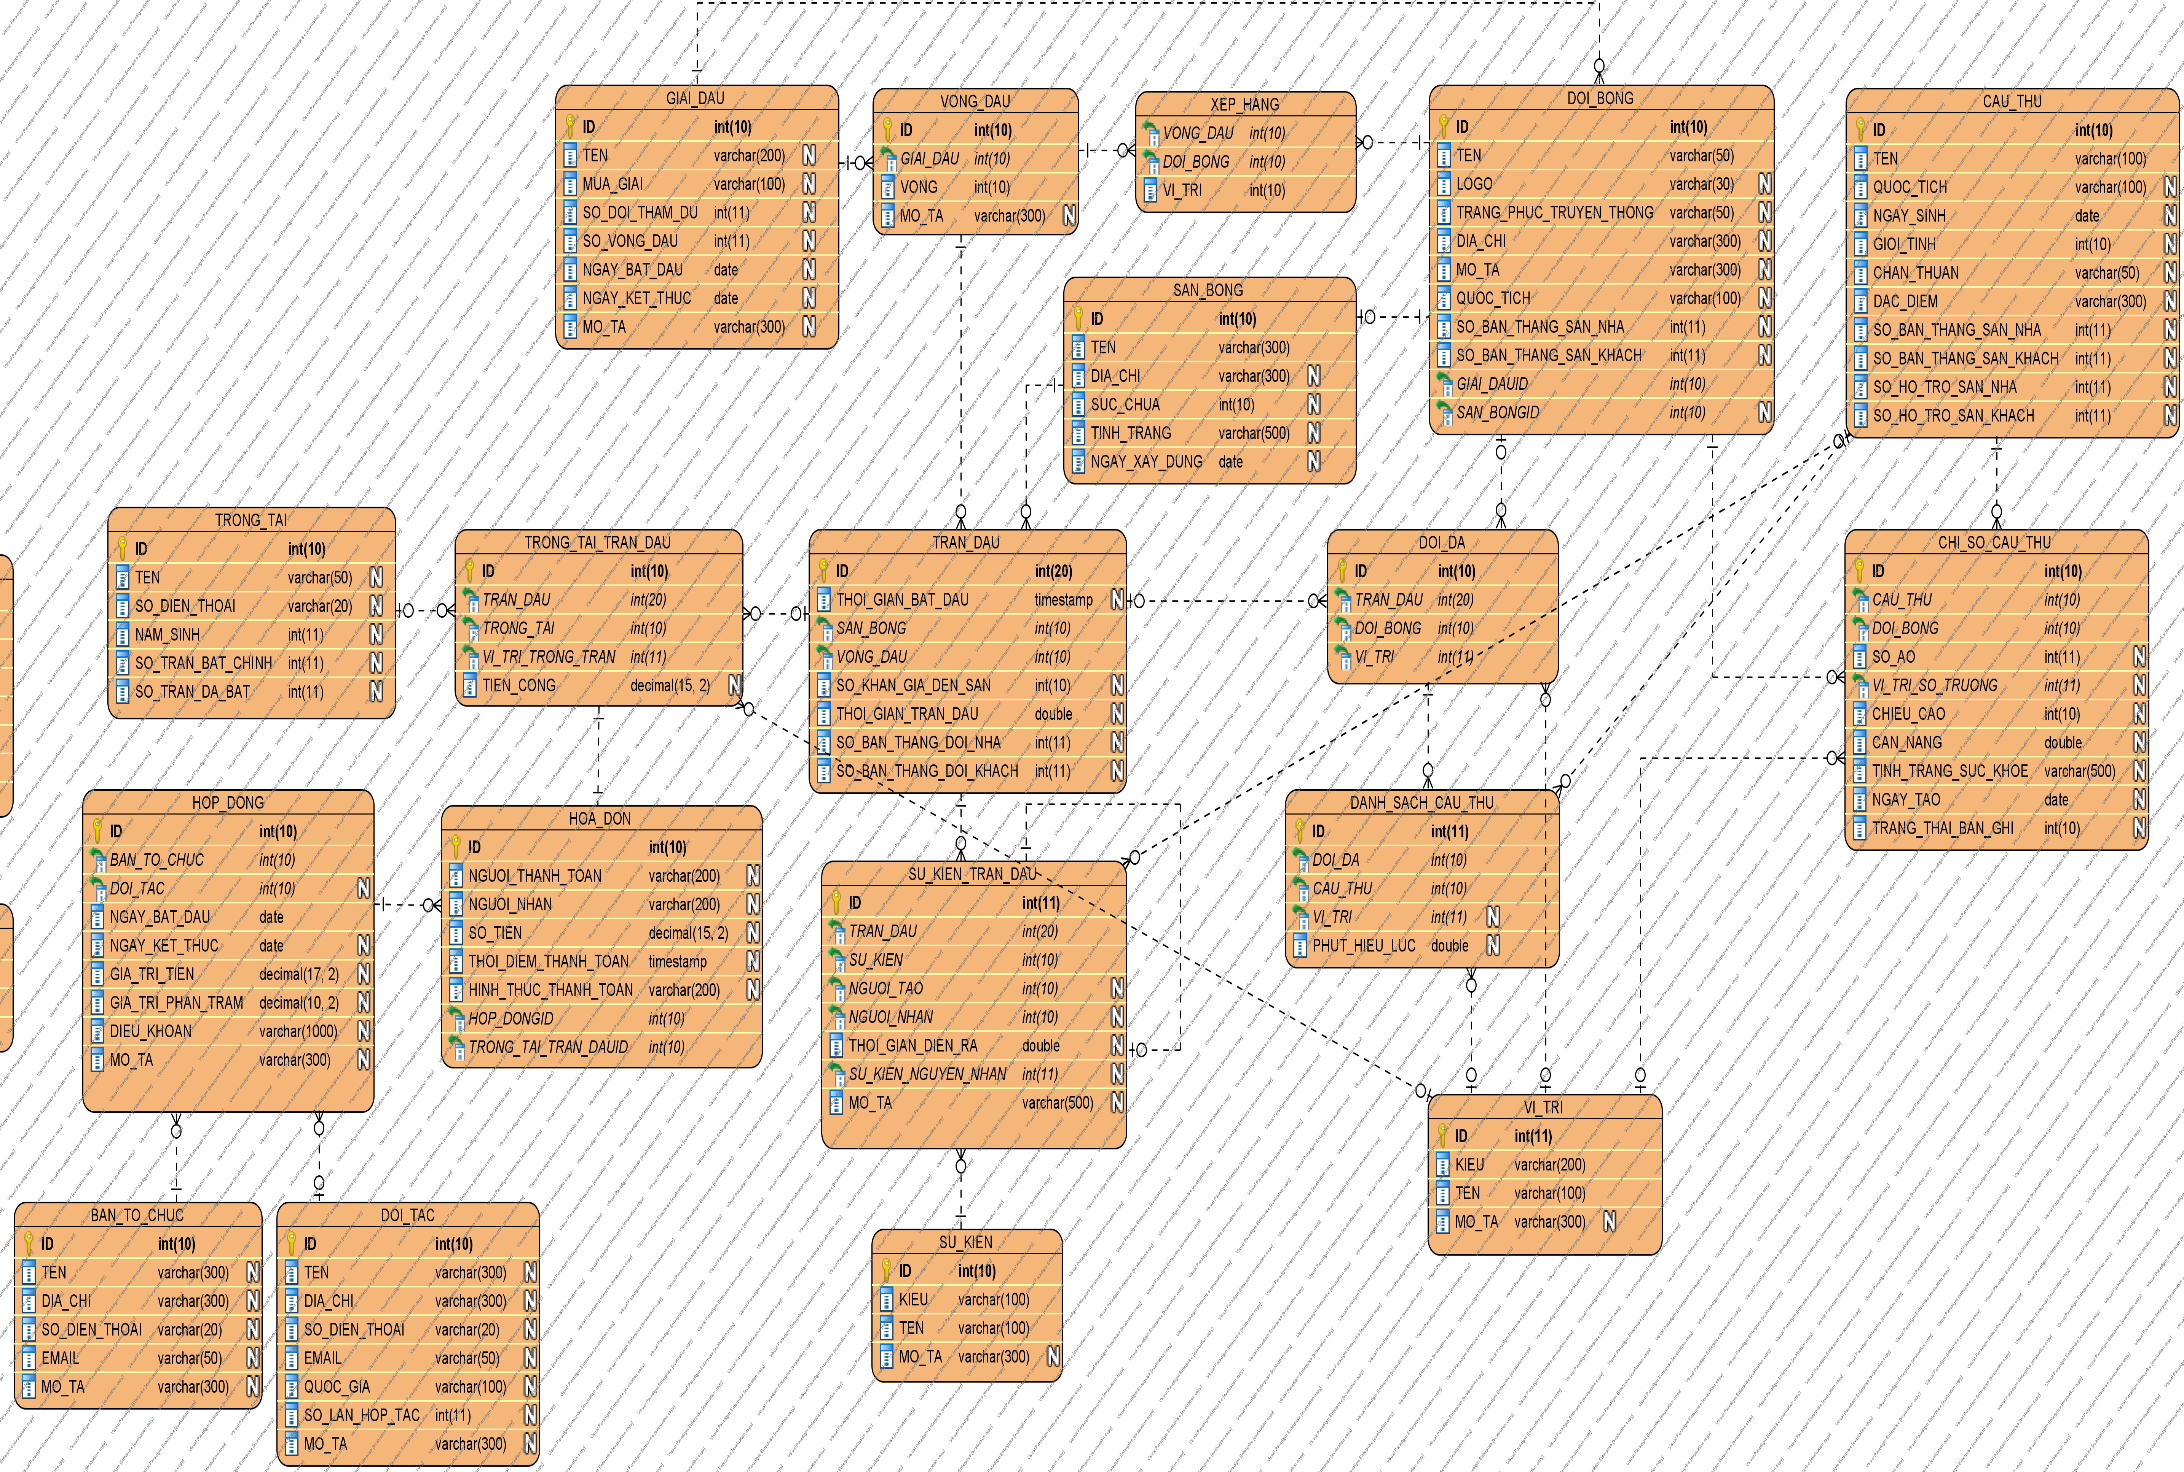 GIAI_DAU
ID int(10)
TEN varchar(200) N
MUA_GIAI varchar(100) N
SO_DOI_THAM_DU int(11) N
SO_VONG_DAU int(11) N
NGAY_BAT_DAU date N
NGAY_KET_THUC date N
MO_TA varchar(300) N
VONG_DAU
ID int(10)
GIAI_DAU int(10)
VONG int(10)
MO_TA varchar(300) N
XEP_HANG
VONG_DAU int(10)
DOI_BONG int(10)
VI_TRI int(10)
DOI_BONG
ID int(10)
TEN varchar(50)
LOGO varchar(30) N
TRANG_PHUC_TRUYEN_THONG varchar(50) N
DIA_CHI varchar(300) N
MO_TA varchar(300) N
QUOC_TICH varchar(100) N
SO_BAN_THANG_SAN_NHA int(11) N
SO_BAN_THANG_SAN_KHACH int(11) N
GIAI_DAUID int(10)
SAN_BONGID int(10) N
CAU_THU
ID int(10)
TEN varchar(100)
QUOC_TICH varchar(100) N
NGAY_SINH date N
GIOI_TINH int(10) N
CHAN_THUAN varchar(50) N
DAC_DIEM varchar(300) N
SO_BAN_THANG_SAN_NHA int(11) N
SO_BAN_THANG_SAN_KHACH int(11) N
SO_HO_TRO_SAN_NHA int(11) N
SO_HO_TRO_SAN_KHACH int(11) N
SAN_BONG
ID int(10)
TEN varchar(300)
DIA_CHI varchar(300) N
SUC_CHUA int(10) N
TINH_TRANG varchar(500) N
NGAY_XAY_DUNG date N
TRONG_TAI
ID int(10)
TEN varchar(50) N
SO_DIEN_THOAI varchar(20) N
NAM_SINH int(11) N
SO_TRAN_BAT_CHINH int(11) N
SO_TRAN_DA_BAT int(11) N
TRONG_TAI_TRAN_DAU
ID int(10)
TRAN_DAU int(20)
TRONG_TAI int(10)
VI_TRI_TRONG_TRAN int(11)
TIEN_CONG decimal(15, 2) N
TRAN_DAU
ID int(20)
THOI_GIAN_BAT_DAU timestamp N
SAN_BONG int(10)
VONG_DAU int(10)
SO_KHAN_GIA_DEN_SAN int(10) N
THOI_GIAN_TRAN_DAU double N
SO_BAN_THANG_DOI_NHA int(11) N
SO_BAN_THANG_DOI_KHACH int(11) N
DOI_DA
ID int(10)
TRAN_DAU int(20)
DOI_BONG int(10)
VI_TRI int(11)
CHI_SO_CAU_THU
ID int(10)
CAU_THU int(10)
DOI_BONG int(10)
SO_AO int(11) N
VI_TRI_SO_TRUONG int(11) N
CHIEU_CAO int(10) N
CAN_NANG double N
TINH_TRANG_SUC_KHOE varchar(500) N
NGAY_TAO date N
TRANG_THAI_BAN_GHI int(10) N
HOP_DONG
ID int(10)
BAN_TO_CHUC int(10)
DOI_TAC int(10) N
NGAY_BAT_DAU date
NGAY_KET_THUC date N
GIA_TRI_TIEN decimal(17, 2) N
GIA_TRI_PHAN_TRAM decimal(10, 2) N
DIEU_KHOAN varchar(1000) N
MO_TA varchar(300) N
HOA_DON
ID int(10)
NGUOI_THANH_TOAN varchar(200) N
NGUOI_NHAN varchar(200) N
SO_TIEN decimal(15, 2) N
THOI_DIEM_THANH_TOAN timestamp N
HINH_THUC_THANH_TOAN varchar(200) N
HOP_DONGID int(10)
TRONG_TAI_TRAN_DAUID int(10)
SU_KIEN_TRAN_DAU
ID int(11)
TRAN_DAU int(20)
SU_KIEN int(10)
NGUOI_TAO int(10) N
NGUOI_NHAN int(10) N
THOI_GIAN_DIEN_RA double N
SU_KIEN_NGUYEN_NHAN int(11) N
MO_TA varchar(500) N
DANH_SACH_CAU_THU
ID int(11)
DOI_DA int(10)
CAU_THU int(10)
VI_TRI int(11) N
PHUT_HIEU_LUC double N
VI_TRI
ID int(11)
KIEU varchar(200)
TEN varchar(100)
MO_TA varchar(300) N
BAN_TO_CHUC
ID int(10)
TEN varchar(300) N
DIA_CHI varchar(300) N
SO_DIEN_THOAI varchar(20) N
EMAIL varchar(50) N
MO_TA varchar(300) N
DOI_TAC
ID int(10)
TEN varchar(300) N
DIA_CHI varchar(300) N
SO_DIEN_THOAI varchar(20) N
EMAIL varchar(50) N
QUOC_GIA varchar(100) N
SO_LAN_HOP_TAC int(11) N
MO_TA varchar(300) N
SU_KIEN
ID int(10)
KIEU varchar(100)
TEN varchar(100)
MO_TA varchar(300) N